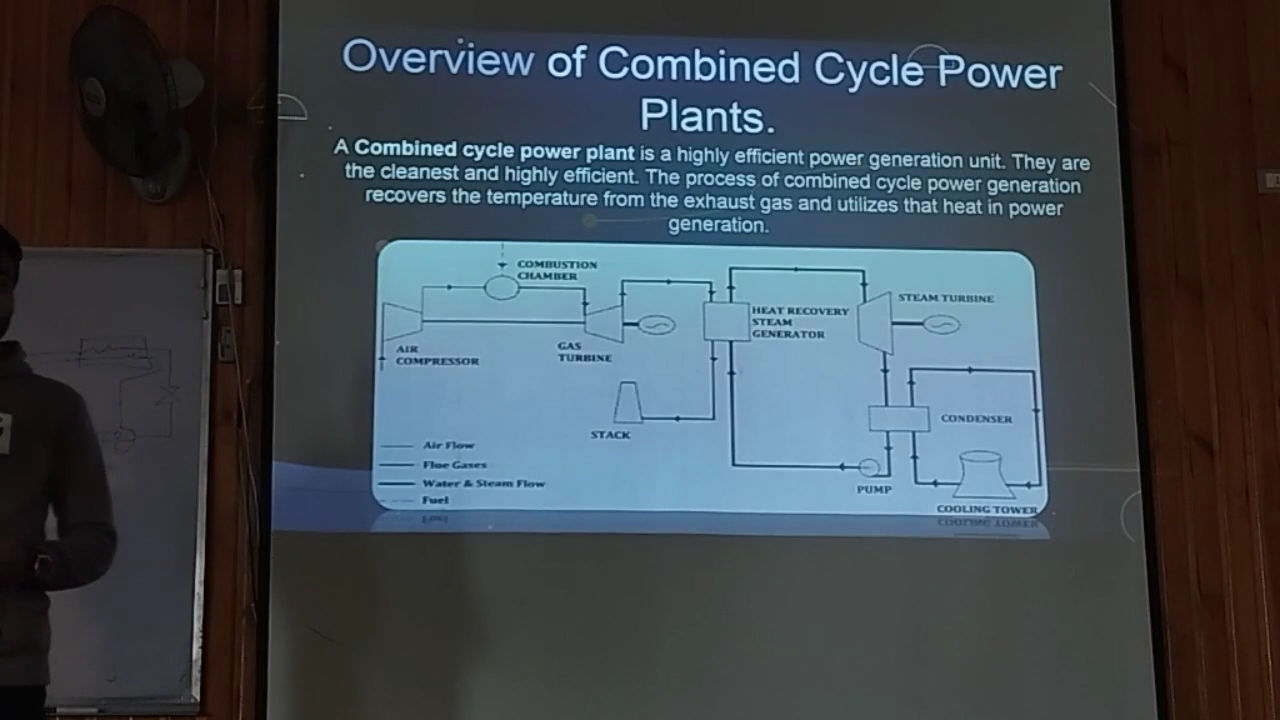 Overview of Combined Cycle Power
Plants.
A Combined cycle power plant is a highly efficient power generation unit. They are
the cleanest and highly efficient. The process of combined cycle power generation
recovers the temperature from the exhaust gas and utilizes that heat in power
generation.
COMBUSTION
CHAMBER
AIR
COMPRESSOR
GAS
TURBINE
HEAT RECOVERY
STEAM
GENERATOR
STEAM TURBINE
STACK
CONDENSER
PUMP
COOLING TOWER
Air Flow
Flue Gases
Water & Steam Flow
Fuel